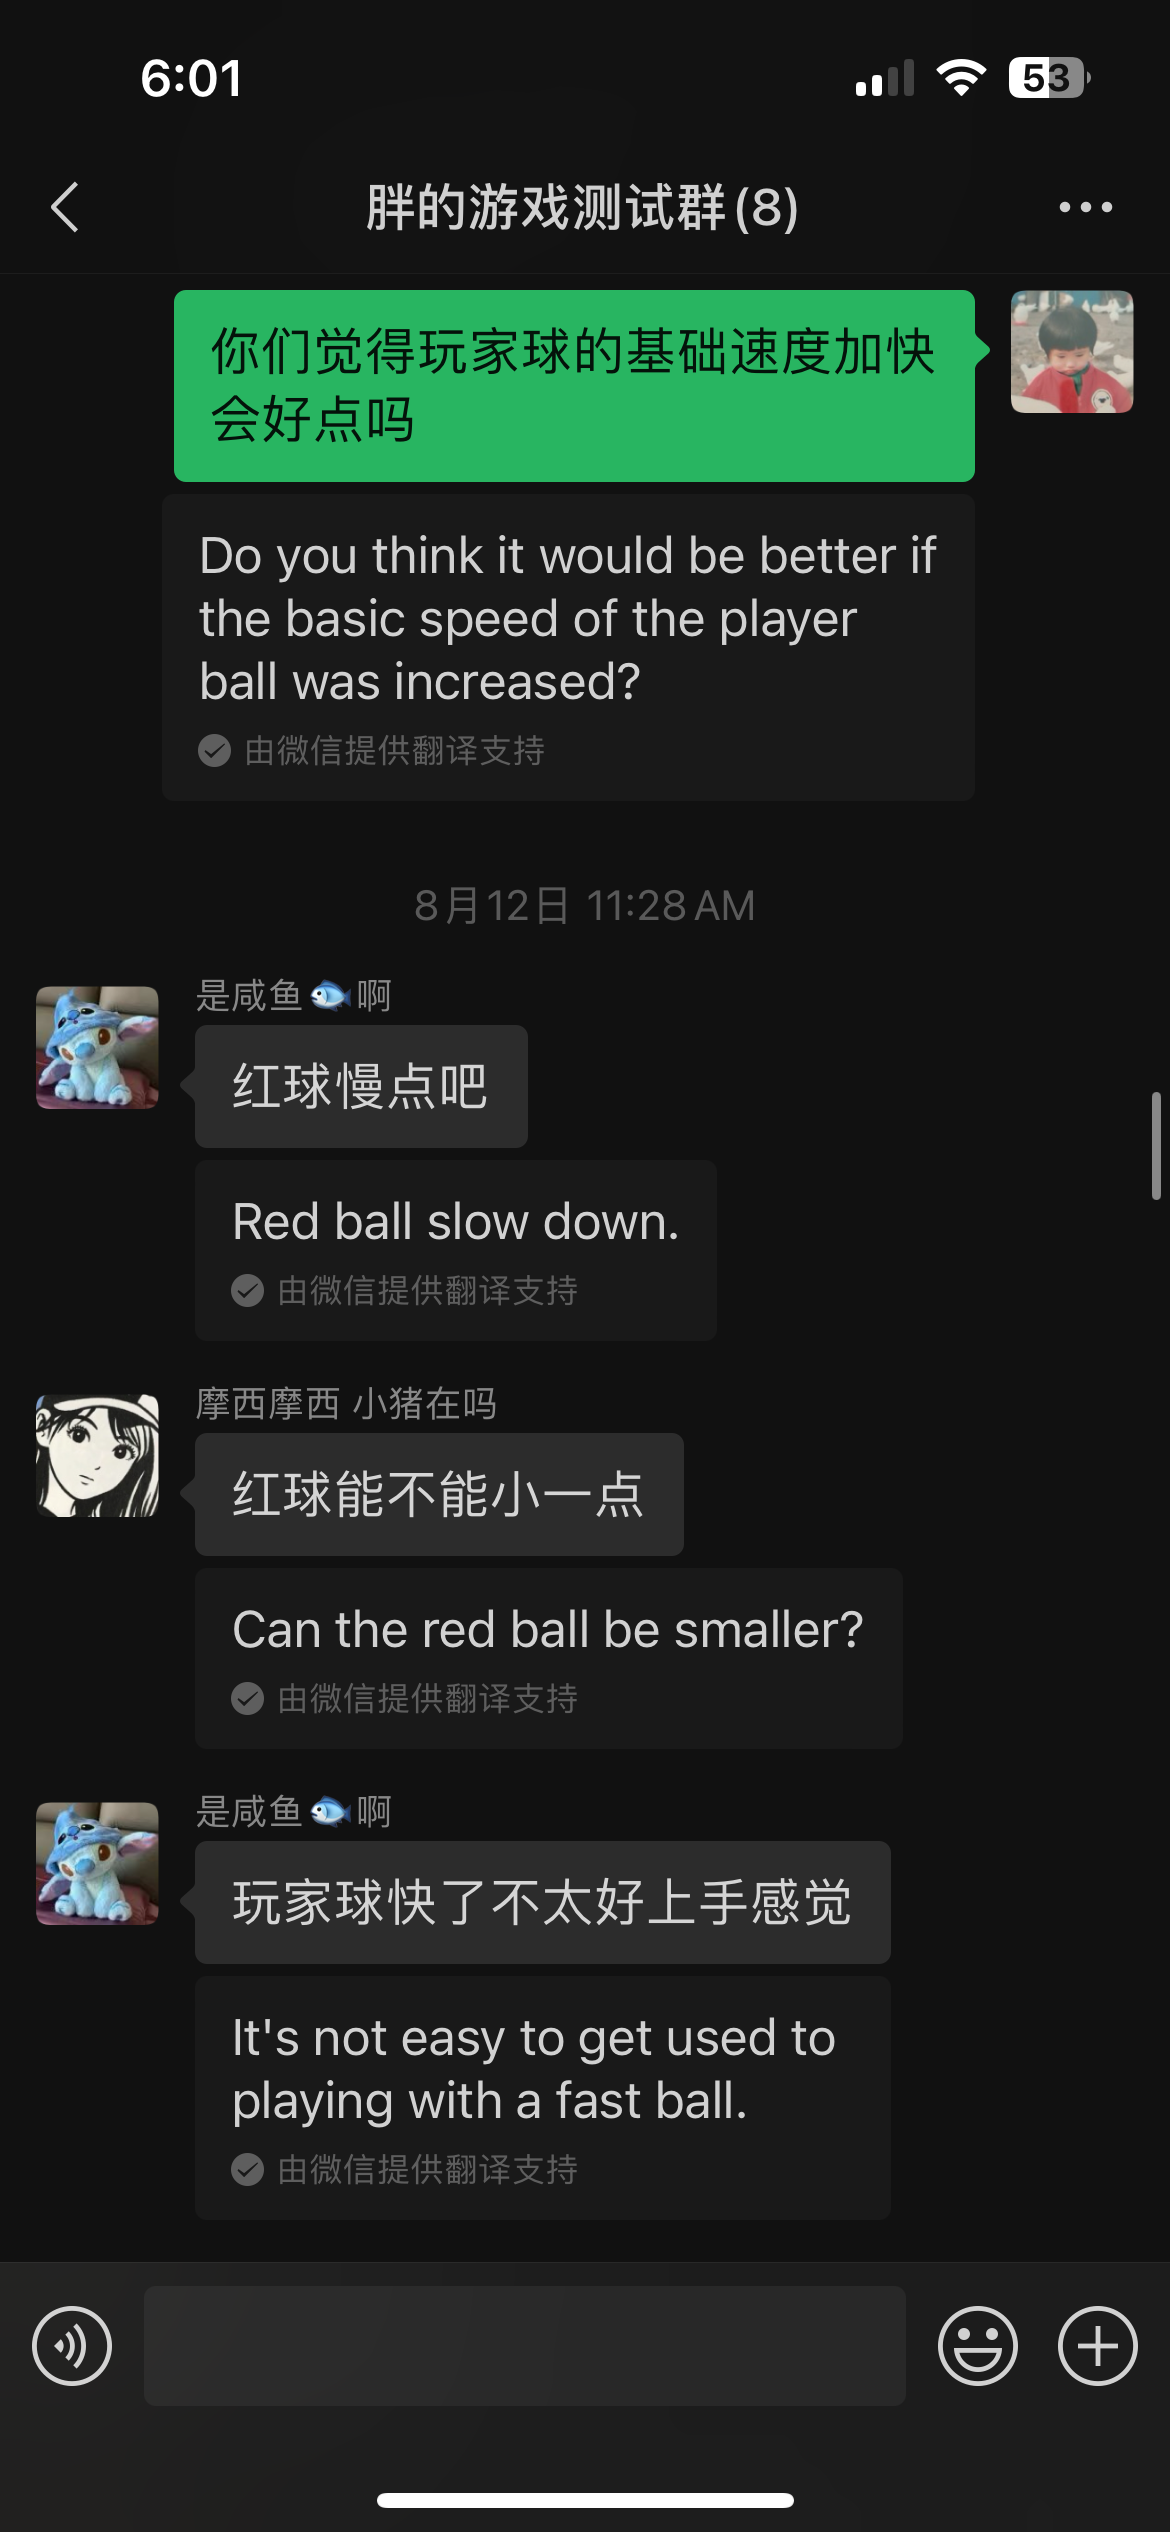 6:01
53
胖的游戏测试群(8)
你们觉得玩家球的基础速度加快
会好点吗
Do you think it would be better if
the basic speed of the player
ball was increased?
由微信提供翻译支持
8月12日 11:28 AM
是咸鱼🐟啊
红球慢点吧
Red ball slow down.
由微信提供翻译支持
摩西摩西 小猪在吗
红球能不能小一点
Can the red ball be smaller?
由微信提供翻译支持
是咸鱼🐟啊
玩家球快了不太好上手感觉
It's not easy to get used to
playing with a fast ball.
由微信提供翻译支持